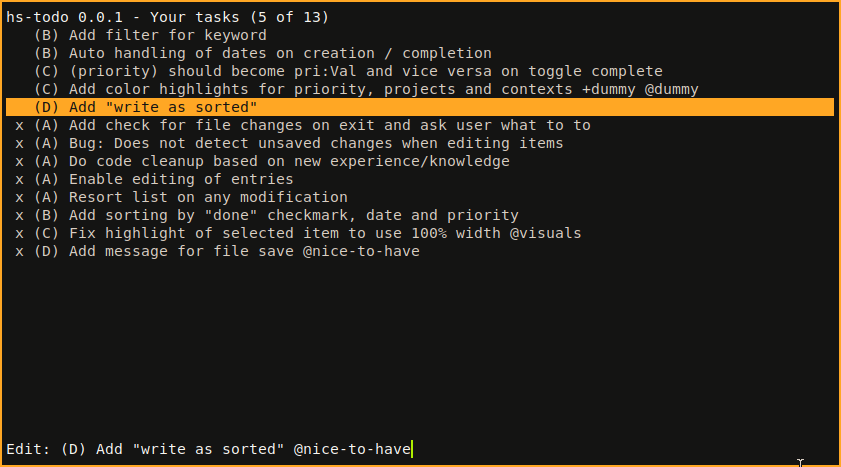 hs-todo 0.0.1 - Your tasks (5 of 13)
(B) Add filter for keyword
(B) Auto handling of dates on creation / completion
(C) (priority) should become pri:Val and vice versa on toggle complete
(C) Add color highlights for priority, projects and contexts +dummy @dummy
(D) Add "write as sorted"
x (A) Add check for file changes on exit and ask user what to to
x (A) Bug: Does not detect unsaved changes when editing items
x (A) Do code cleanup based on new experience/knowledge
x (A) Enable editing of entries
x (A) Resort list on any modification
x (B) Add sorting by "done" checkmark, date and priority
x (C) Fix highlight of selected item to use 100% width @visuals
x (D) Add message for file save @nice-to-have
Edit: (D) Add "write as sorted" @nice-to-have